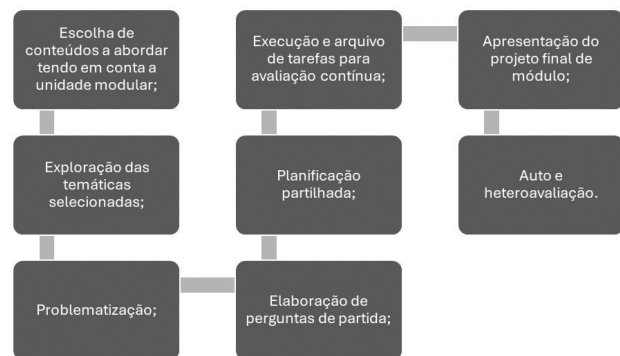 Escolha de
conteúdos a abordar
tendo em conta a
unidade modular;
Exploração das
temáticas
selecionadas;
Problematização;
Elaboração de
perguntas de partida;
Planificação
partilhada;
Execução e arquivo
de tarefas para
avaliação contínua;
Apresentação do
projeto final de
módulo;
Auto e
heteroavaliação.